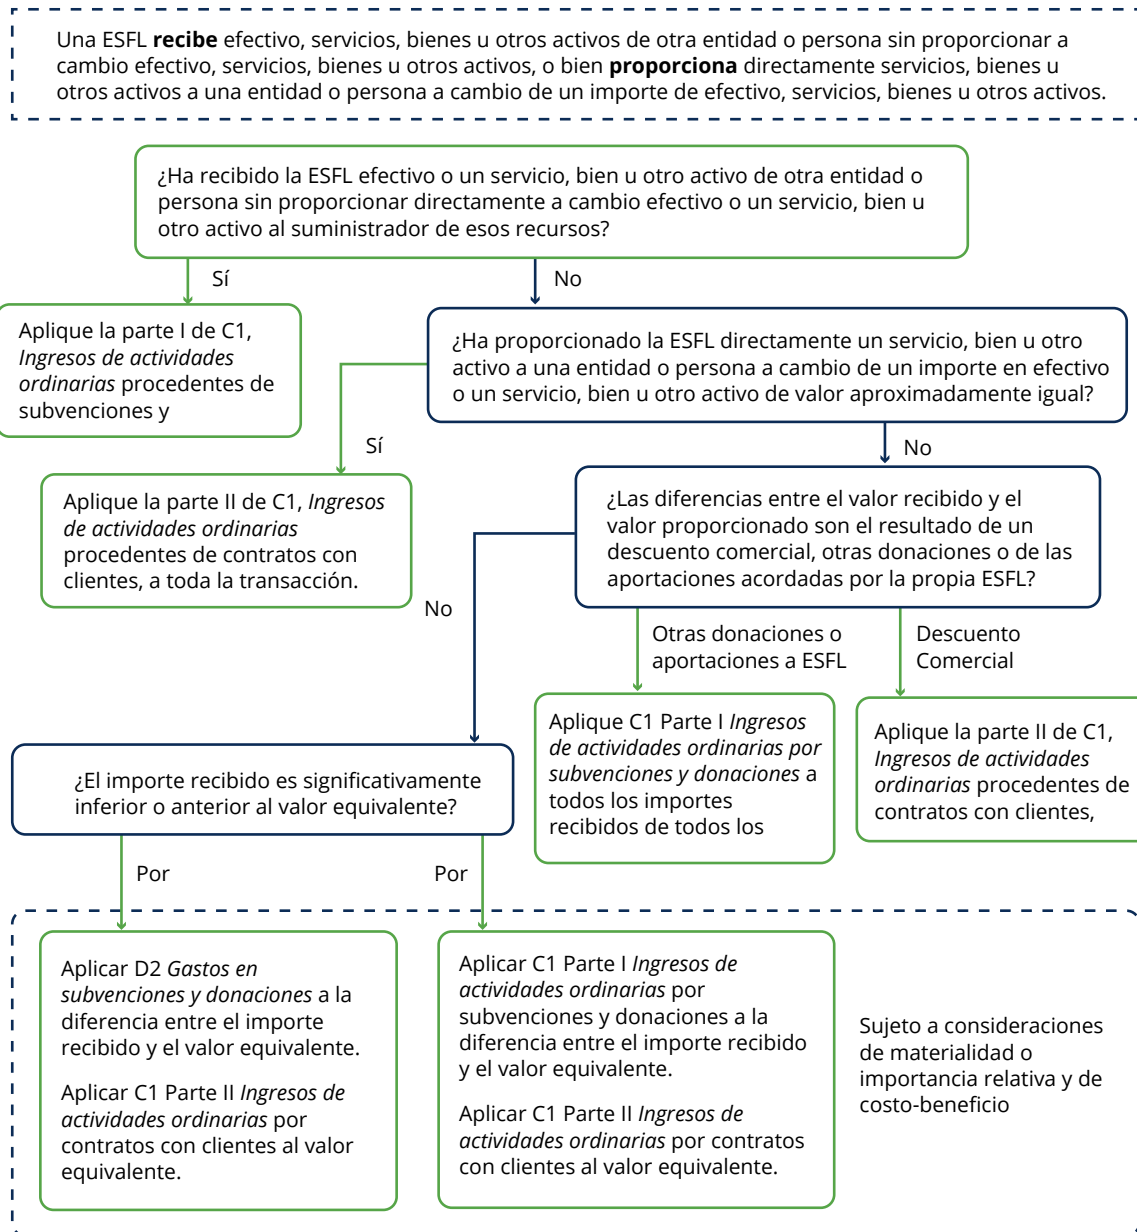 Una ESFL recibe efectivo, servicios, bienes u otros activos de otra entidad o persona sin proporcionar a
cambio efectivo, servicios, bienes u otros activos, o bien proporciona directamente servicios, bienes u
otros activos a una entidad o persona a cambio de un importe de efectivo, servicios, bienes u otros activos.
¿Ha recibido la ESFL efectivo o un servicio, bien u otro activo de otra entidad o
persona sin proporcionar directamente a cambio efectivo o un servicio, bien u
otro activo al suministrador de esos recursos?
Sí
No
Aplique la parte I de C1,
Ingresos de actividades
ordinarias procedentes de
subvenciones y
¿Ha proporcionado la ESFL directamente un servicio, bien u otro
activo a una entidad o persona a cambio de un importe en efectivo
o un servicio, bien u otro activo de valor aproximadamente igual?
Sí
No
Aplique la parte II de C1, Ingresos
de actividades ordinarias
procedentes de contratos con
clientes, a toda la transacción.
¿Las diferencias entre el valor recibido y el
valor proporcionado son el resultado de un
descuento comercial, otras donaciones o de las
aportaciones acordadas por la propia ESFL?
No
Otras donaciones o
aportaciones a ESFL
Descuento
Comercial
Aplique C1 Parte I Ingresos
de actividades ordinarias por
subvenciones y donaciones a
todos los importes
recibidos de todos los
Aplique la parte II de C1,
Ingresos de actividades
ordinarias procedentes de
contratos con clientes,
¿El importe recibido es significativamente
inferior o anterior al valor equivalente?
Por
Por
Aplicar D2 Gastos en
subvenciones y donaciones a la
diferencia entre el importe
recibido y el valor equivalente.
Aplicar C1 Parte II Ingresos de
actividades ordinarias por
contratos con clientes al valor
equivalente.
Aplicar C1 Parte I Ingresos de
actividades ordinarias por
subvenciones y donaciones a la
diferencia entre el importe recibido
y el valor equivalente.
Aplicar C1 Parte II Ingresos de
actividades ordinarias por contratos
con clientes al valor equivalente.
Sujeto a consideraciones
de materialidad o
importancia relativa y de
costo-beneficio